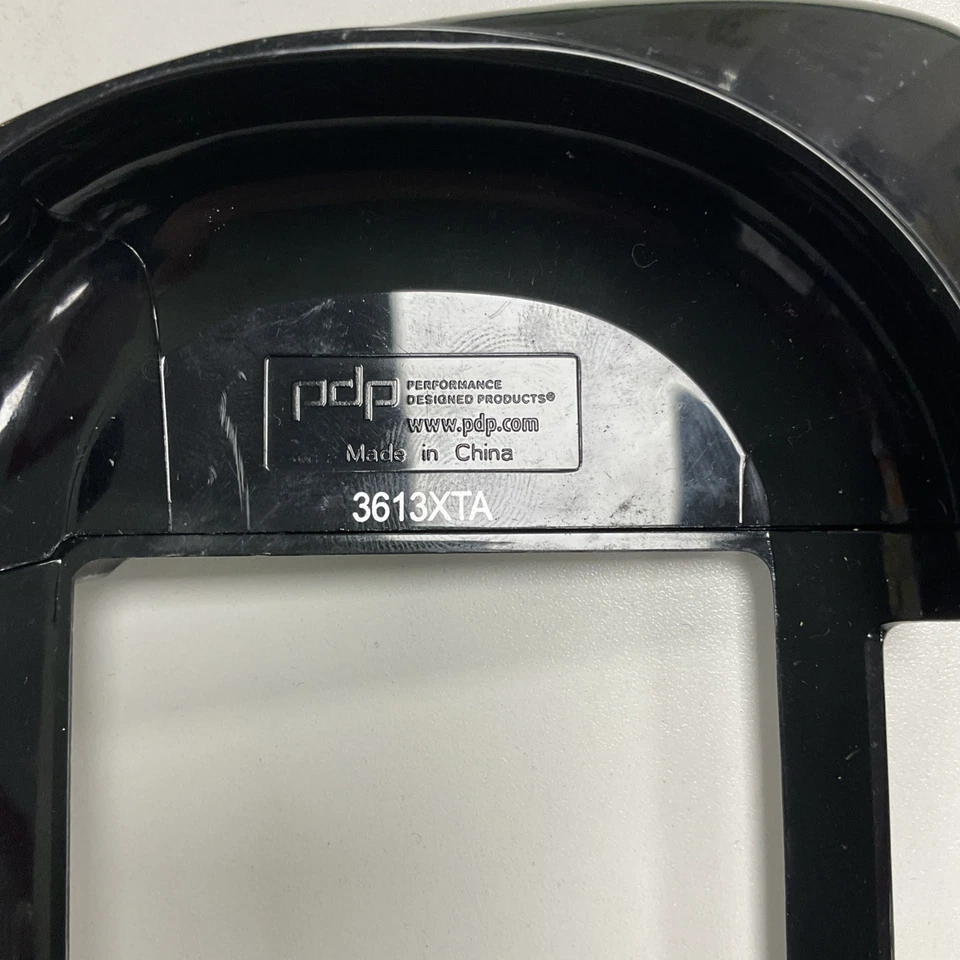 pdp PERFORMANCE
DESIGNED PRODUCTS®
www.pdp.com
Made in China
3613XTA